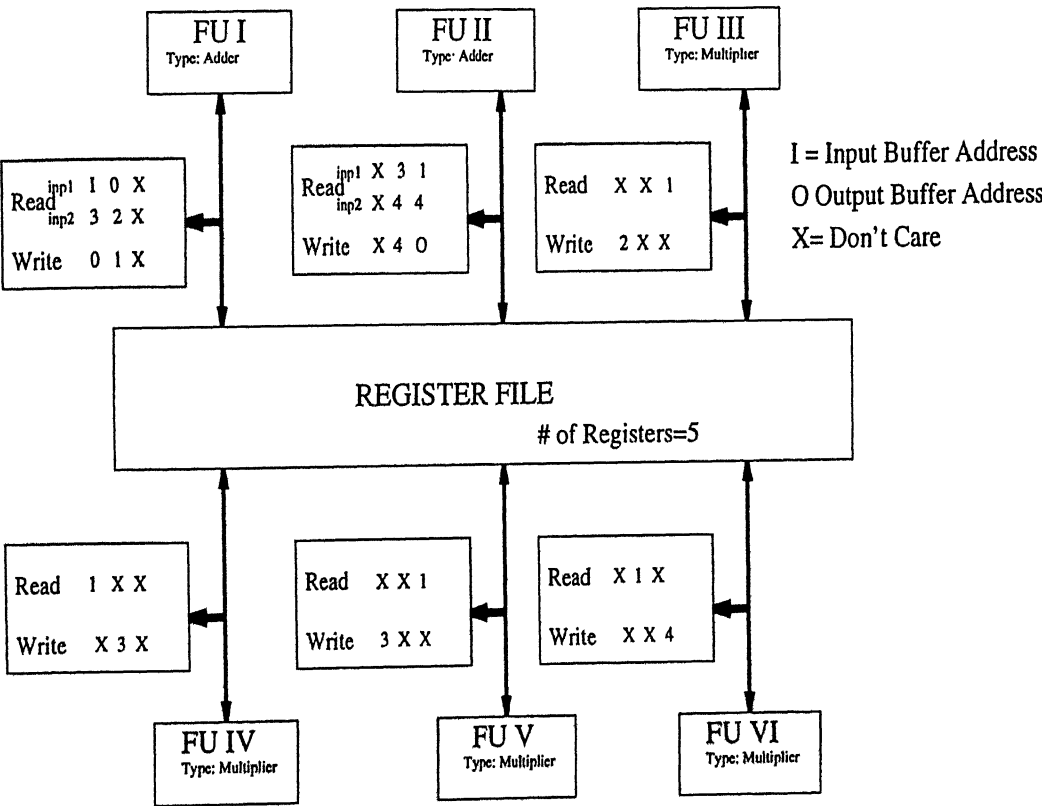 FU I
Type: Adder
FU II
Type: Adder
FU III
Type: Multiplier
Read inp1 I 0 X
inp2 3 2 X
Write 0 1 X
Read inp1 X 3 1
inp2 X 4 4
Write X 4 O
Read X X 1
Write 2 X X
I = Input Buffer Address
O Output Buffer Address
X= Don't Care
REGISTER FILE
# of Registers=5
Read 1 X X
Write X 3 X
Read X X 1
Write 3 X X
Read X 1 X
Write X X 4
FU IV
Type: Multiplier
FU V
Type: Multiplier
FU VI
Type: Multiplier